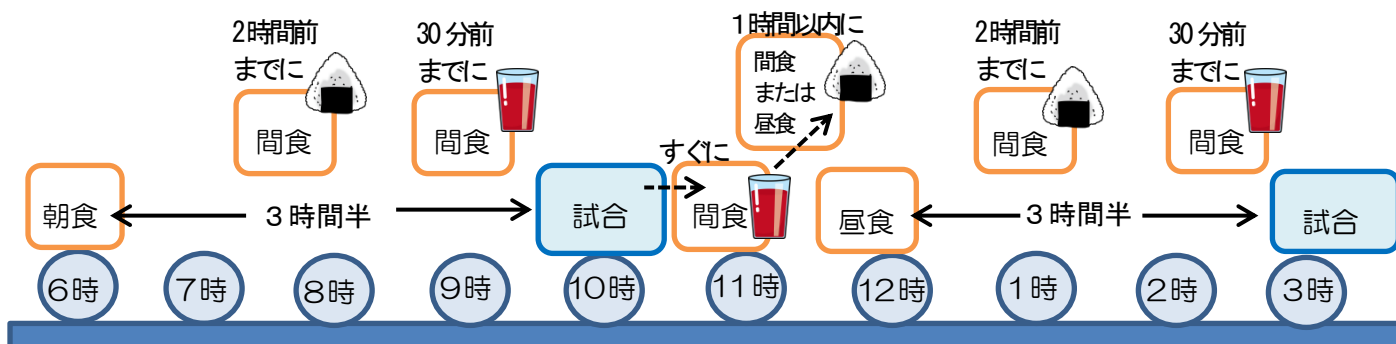 2時間前
までに
間食
30分前
までに
間食
1時間以内に
間食
または
昼食
2時間前
までに
間食
30分前
までに
間食
朝食
3時間半
試合
すぐに
間食
昼食
3時間半
試合
6時
7時
8時
9時
10時
11時
12時
1時
2時
3時